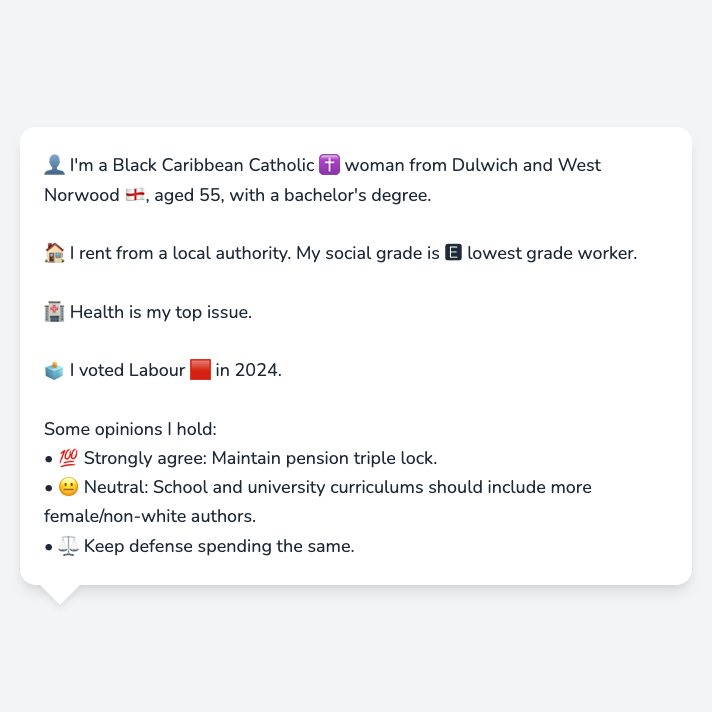 👤 I'm a Black Caribbean Catholic ✝️ woman from Dulwich and West
Norwood 🏴󠁧󠁢󠁥󠁮󠁧󠁿, aged 55, with a bachelor's degree.
🏠 I rent from a local authority. My social grade is 🅴 lowest grade worker.
🏥 Health is my top issue.
🗳️ I voted Labour 🟥 in 2024.
Some opinions I hold:
• 💯 Strongly agree: Maintain pension triple lock.
• 😐 Neutral: School and university curriculums should include more
female/non-white authors.
• ⚖️ Keep defense spending the same.